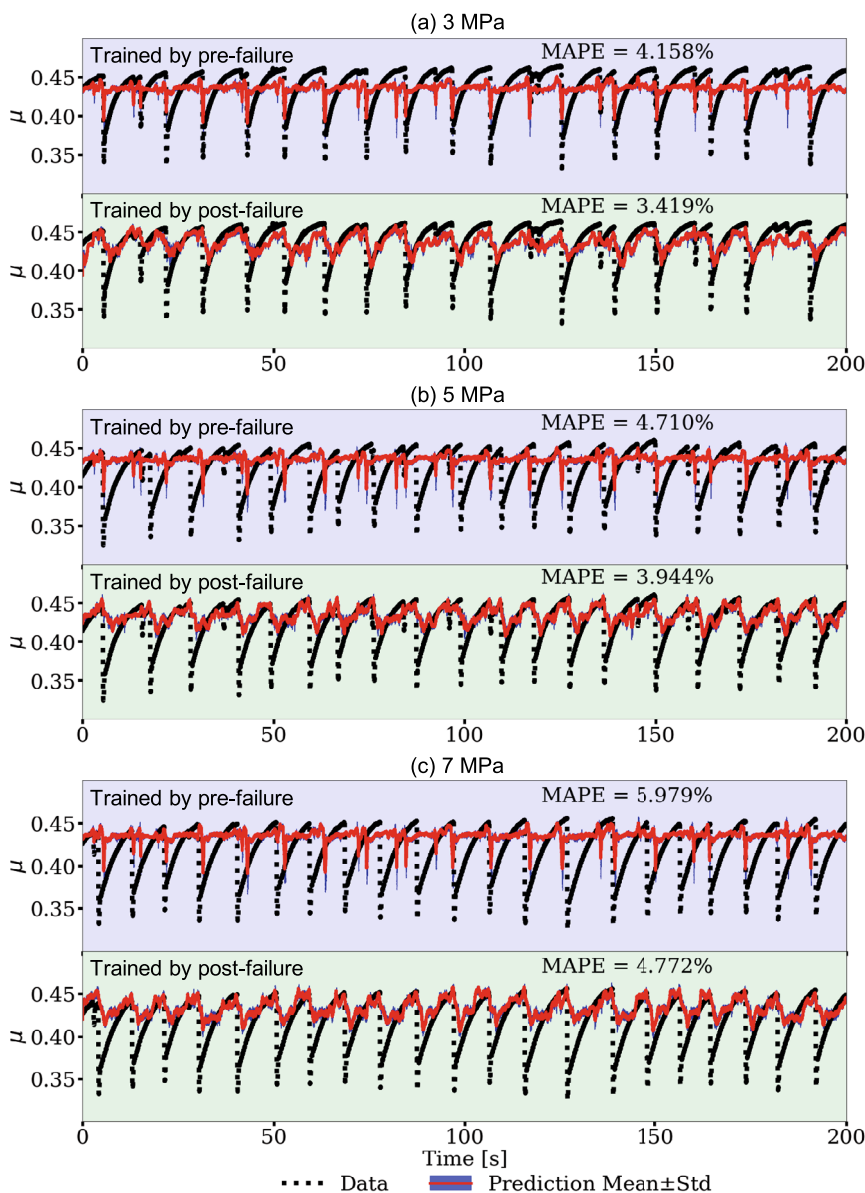 (a) 3 MPa
Trained by pre-failure
MAPE = 4.158%
0.45
0.40
0.35
μ
Trained by post-failure
MAPE = 3.419%
0.45
0.40
0.35
μ
0 50 100 150 200
(b) 5 MPa
Trained by pre-failure
MAPE = 4.710%
0.45
0.40
0.35
μ
Trained by post-failure
MAPE = 3.944%
0.45
0.40
0.35
μ
0 50 100 150 200
(c) 7 MPa
Trained by pre-failure
MAPE = 5.979%
0.45
0.40
0.35
μ
Trained by post-failure
MAPE = 4.772%
0.45
0.40
0.35
μ
0 50 100 150 200
Time [s]
Data Prediction Mean±Std